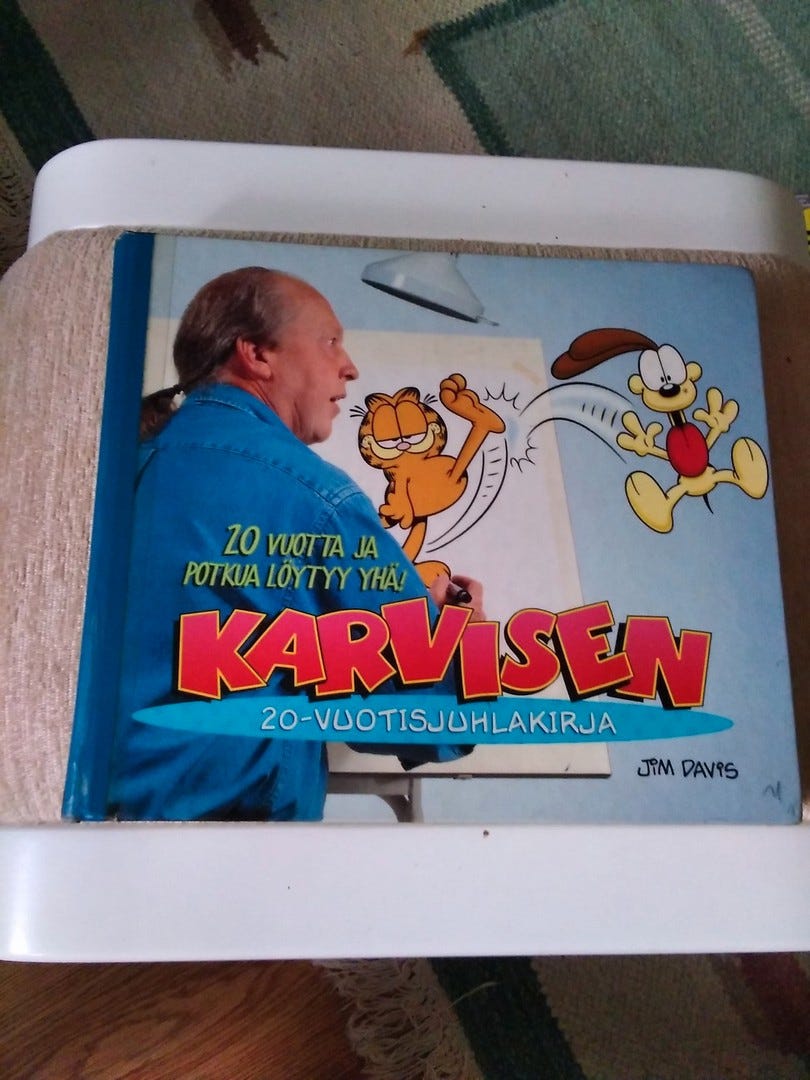 20 VUOTTA JA
POTKUA LÖYTYY YHÄ!
KARVISEN
20-VUOTISJUHLAKIRJA
JIM DAVIS